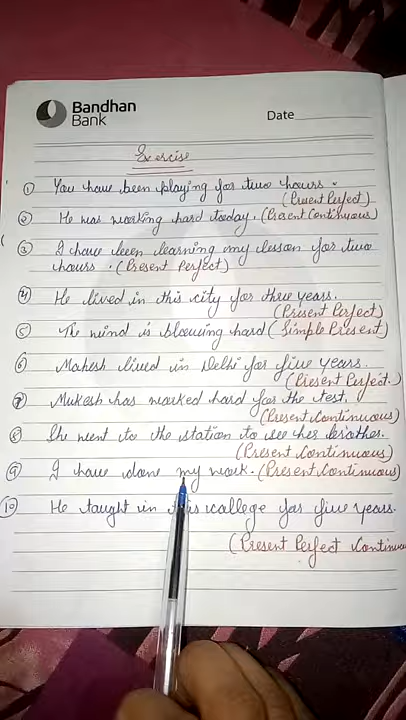 Bandhan
Bank
Date
Exercise
① You have been playing for two hours.
(Present Perfect)
② He was working hard today. (Present Continuous)
③ I have been learning my lesson for two
hours. (Present Perfect)
④ He lived in this city for three years.
(Present Perfect)
⑤ The wind is blowing hard (Simple Present)
⑥ Mahesh lived in Delhi for five years.
(Present Perfect.)
⑦ Mukesh has worked hard for the test.
(Present Continuous)
⑧ She went to the station to see her brother.
(Present Continuous)
⑨ I have done my work. (Present Continuous)
⑩ He taught in this college for five years.
(Present Perfect Continuous